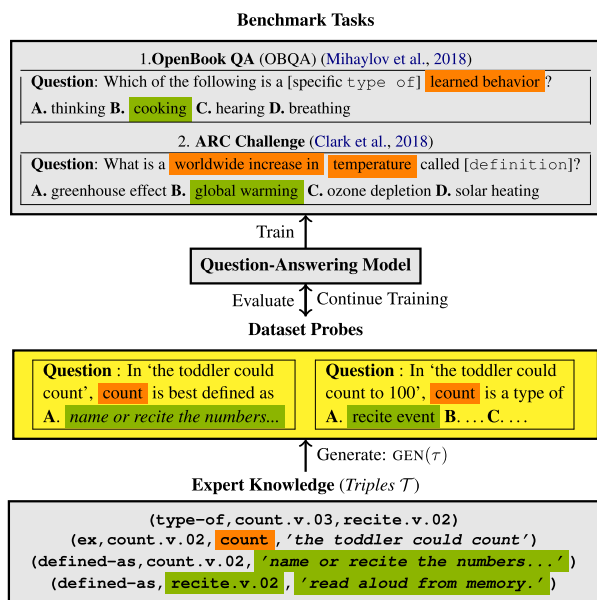 Benchmark Tasks
1.OpenBook QA (OBQA) (Mihaylov et al., 2018)
Question: Which of the following is a [specific type of] learned behavior ?
A. thinking B. cooking C. hearing D. breathing
2. ARC Challenge (Clark et al., 2018)
Question: What is a worldwide increase in temperature called [definition]?
A. greenhouse effect B. global warming C. ozone depletion D. solar heating
Train
Question-Answering Model
Evaluate Continue Training
Dataset Probes
Question : In ‘the toddler could
count’, count is best defined as
A. name or recite the numbers...
Question : In ‘the toddler could
count to 100’, count is a type of
A. recite event B. ... C. ...
Generate: GEN(τ)
Expert Knowledge (Triples 𝒯)
(type-of,count.v.03,recite.v.02)
(ex,count.v.02,count,'the toddler could count')
(defined-as,count.v.02,'name or recite the numbers...')
(defined-as,recite.v.02,'read aloud from memory.')